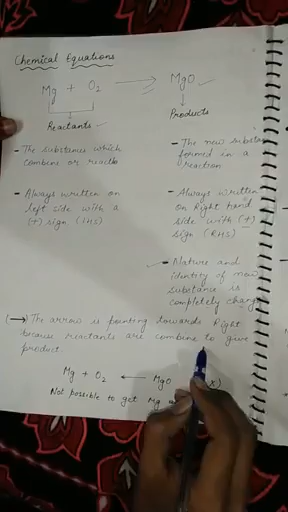 Chemical Equations
Mg + O2 → MgO
Reactants
Products
- The substances which
combine or reacts
- Always written on
left side with a
(+) sign (LHS)
- The new
formed in a
reaction
- Always written
on Right hand
side with (+)
sign (RHS)
- Nature and
identity of new
substance is
completely
(→) The arrow is pointing towards Right
because reactants are combine to give
product
Mg + O2 ← MgO
Not possible to get Mg